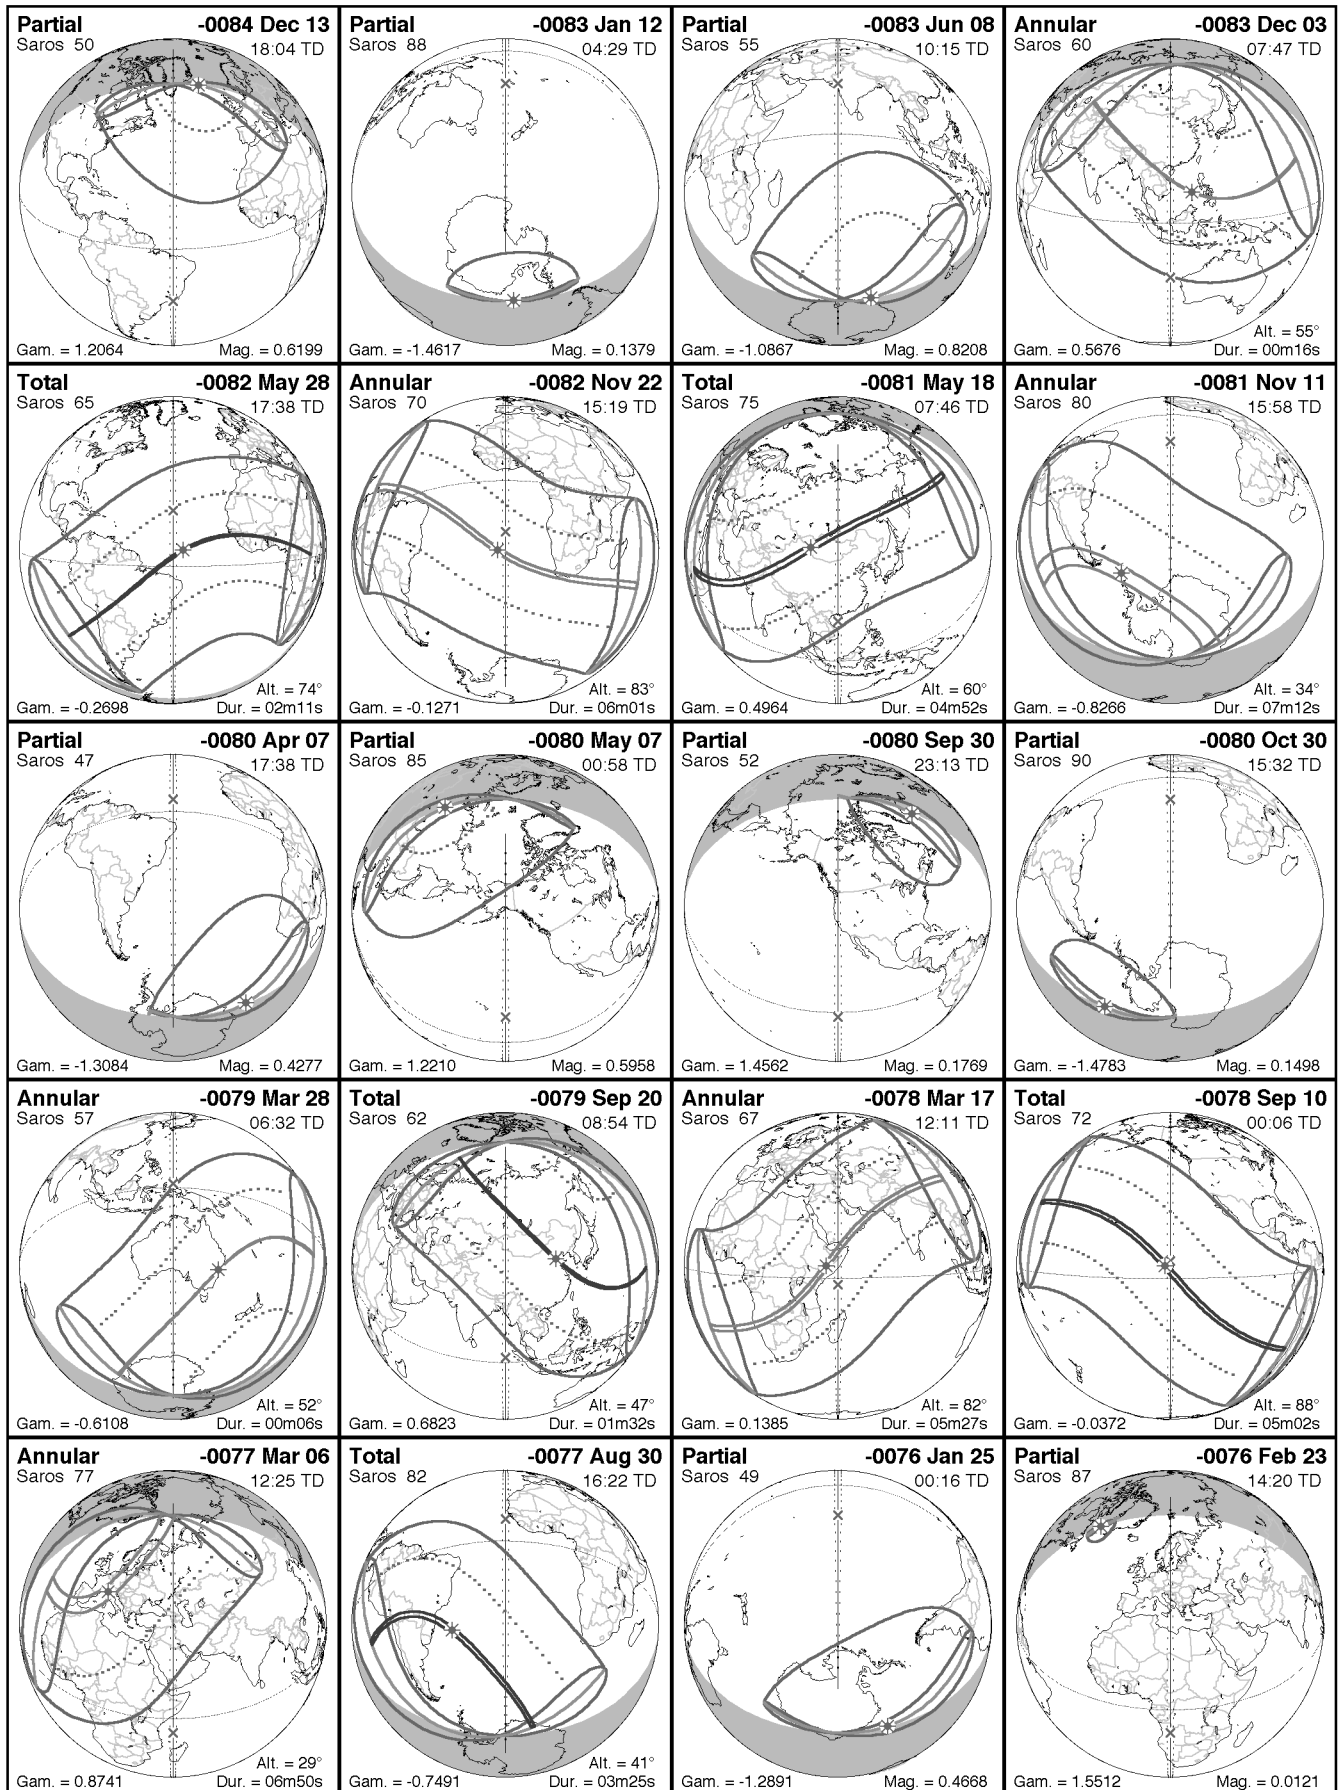 Partial -0084 Dec 13
Saros 50 18:04 TD
Gam. = 1.2064 Mag. = 0.6199
Partial -0083 Jan 12
Saros 88 04:29 TD
Gam. = -1.4617 Mag. = 0.1379
Partial -0083 Jun 08
Saros 55 10:15 TD
Gam. = -1.0867 Mag. = 0.8208
Annular -0083 Dec 03
Saros 60 07:47 TD
Alt. = 55°
Gam. = 0.5676 Dur. = 00m16s
Total -0082 May 28
Saros 65 17:38 TD
Alt. = 74°
Gam. = -0.2698 Dur. = 02m11s
Annular -0082 Nov 22
Saros 70 15:19 TD
Alt. = 83°
Gam. = -0.1271 Dur. = 06m01s
Total -0081 May 18
Saros 75 07:46 TD
Alt. = 60°
Gam. = 0.4964 Dur. = 04m52s
Annular -0081 Nov 11
Saros 80 15:58 TD
Alt. = 34°
Gam. = -0.8266 Dur. = 07m12s
Partial -0080 Apr 07
Saros 47 17:38 TD
Gam. = -1.3084 Mag. = 0.4277
Partial -0080 May 07
Saros 85 00:58 TD
Gam. = 1.2210 Mag. = 0.5958
Partial -0080 Sep 30
Saros 52 23:13 TD
Gam. = 1.4562 Mag. = 0.1769
Partial -0080 Oct 30
Saros 90 15:32 TD
Gam. = -1.4783 Mag. = 0.1498
Annular -0079 Mar 28
Saros 57 06:32 TD
Alt. = 52°
Gam. = -0.6108 Dur. = 00m06s
Total -0079 Sep 20
Saros 62 08:54 TD
Alt. = 47°
Gam. = 0.6823 Dur. = 01m32s
Annular -0078 Mar 17
Saros 67 12:11 TD
Alt. = 82°
Gam. = 0.1385 Dur. = 05m27s
Total -0078 Sep 10
Saros 72 00:06 TD
Alt. = 88°
Gam. = -0.0372 Dur. = 05m02s
Annular -0077 Mar 06
Saros 77 12:25 TD
Alt. = 29°
Gam. = 0.8741 Dur. = 06m50s
Total -0077 Aug 30
Saros 82 16:22 TD
Alt. = 41°
Gam. = -0.7491 Dur. = 03m25s
Partial -0076 Jan 25
Saros 49 00:16 TD
Gam. = -1.2891 Mag. = 0.4668
Partial -0076 Feb 23
Saros 87 14:20 TD
Gam. = 1.5512 Mag. = 0.0121